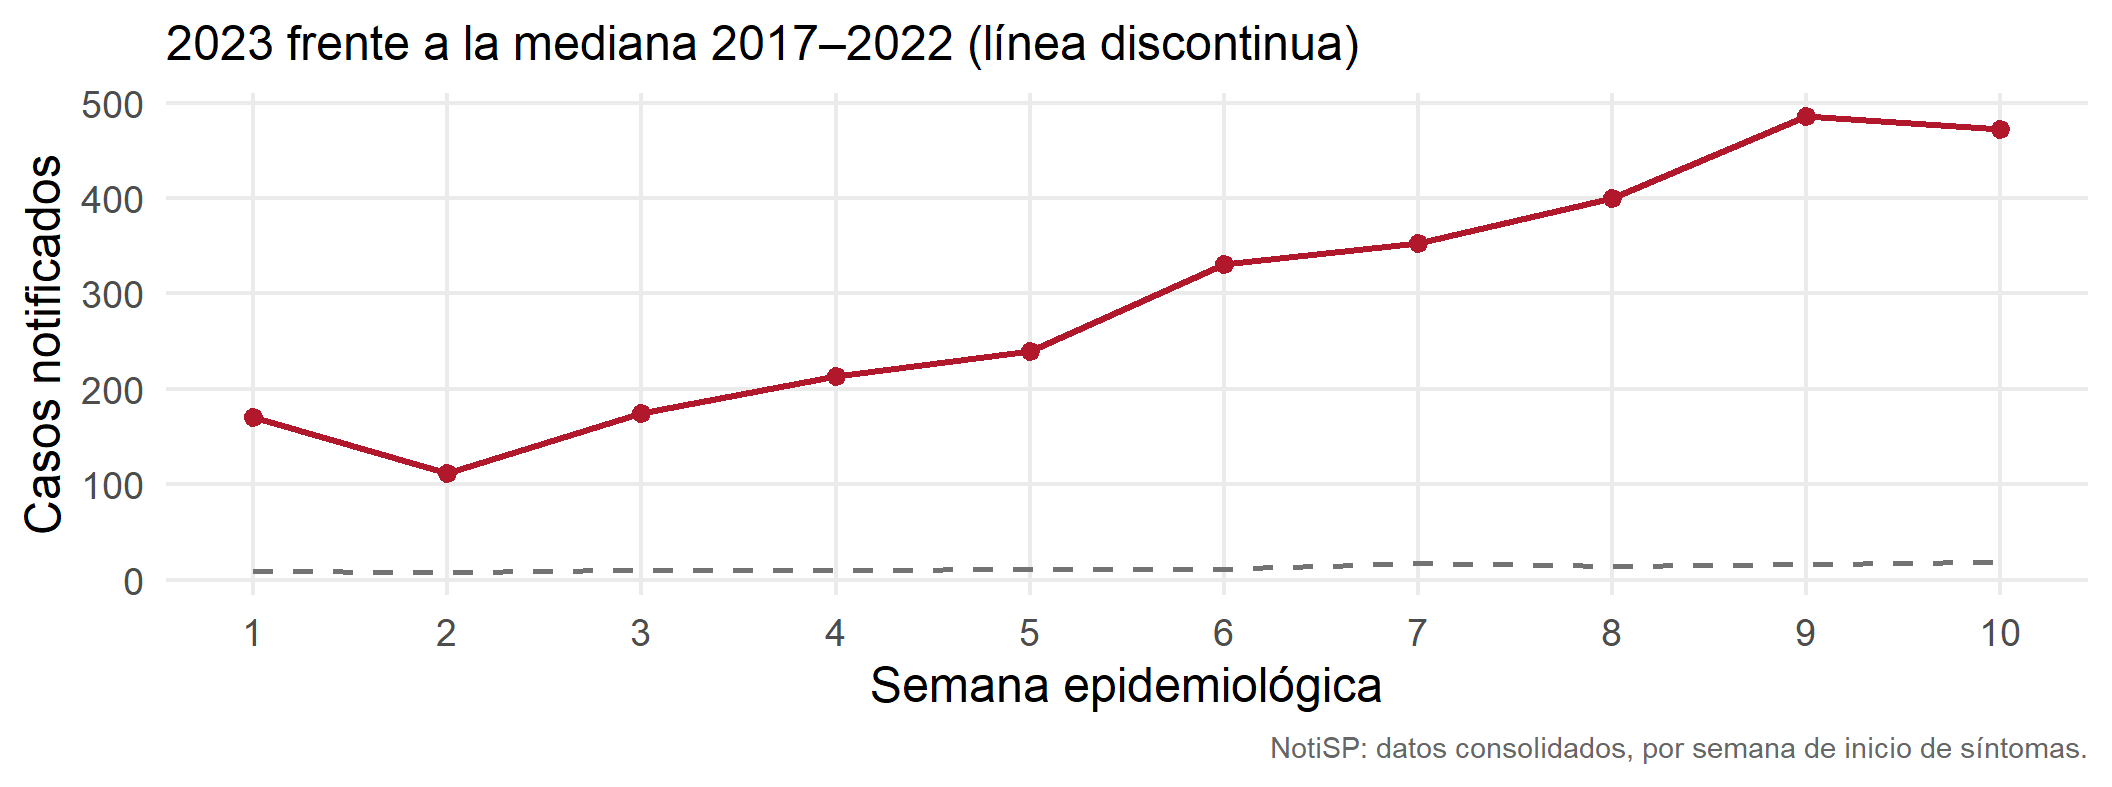 2023 frente a la mediana 2017–2022 (línea discontinua)
Casos notificados
500
400
300
200
100
0
1 2 3 4 5 6 7 8 9 10
Semana epidemiológica
NotiSP: datos consolidados, por semana de inicio de síntomas.